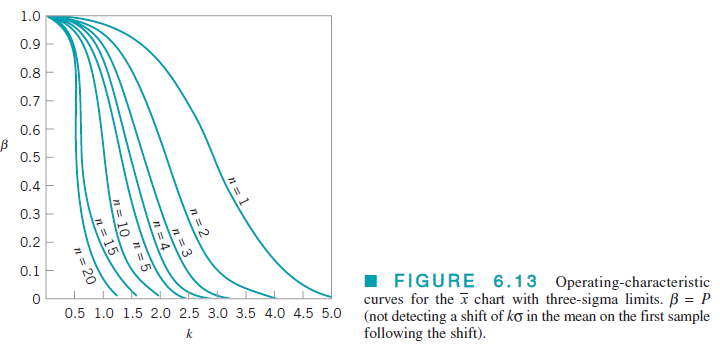 1.0
0.9
0.8
0.7
0.6
β
0.5
0.4
0.3
0.2
0.1
0
n = 1
n = 2
n = 3
n = 4
n = 5
n = 10
n = 15
n = 20
0.5 1.0 1.5 2.0 2.5 3.0 3.5 4.0 4.5 5.0
k
■ FIGURE 6.13 Operating-characteristic
curves for the x̅ chart with three-sigma limits. β = P
(not detecting a shift of kσ in the mean on the first sample
following the shift).